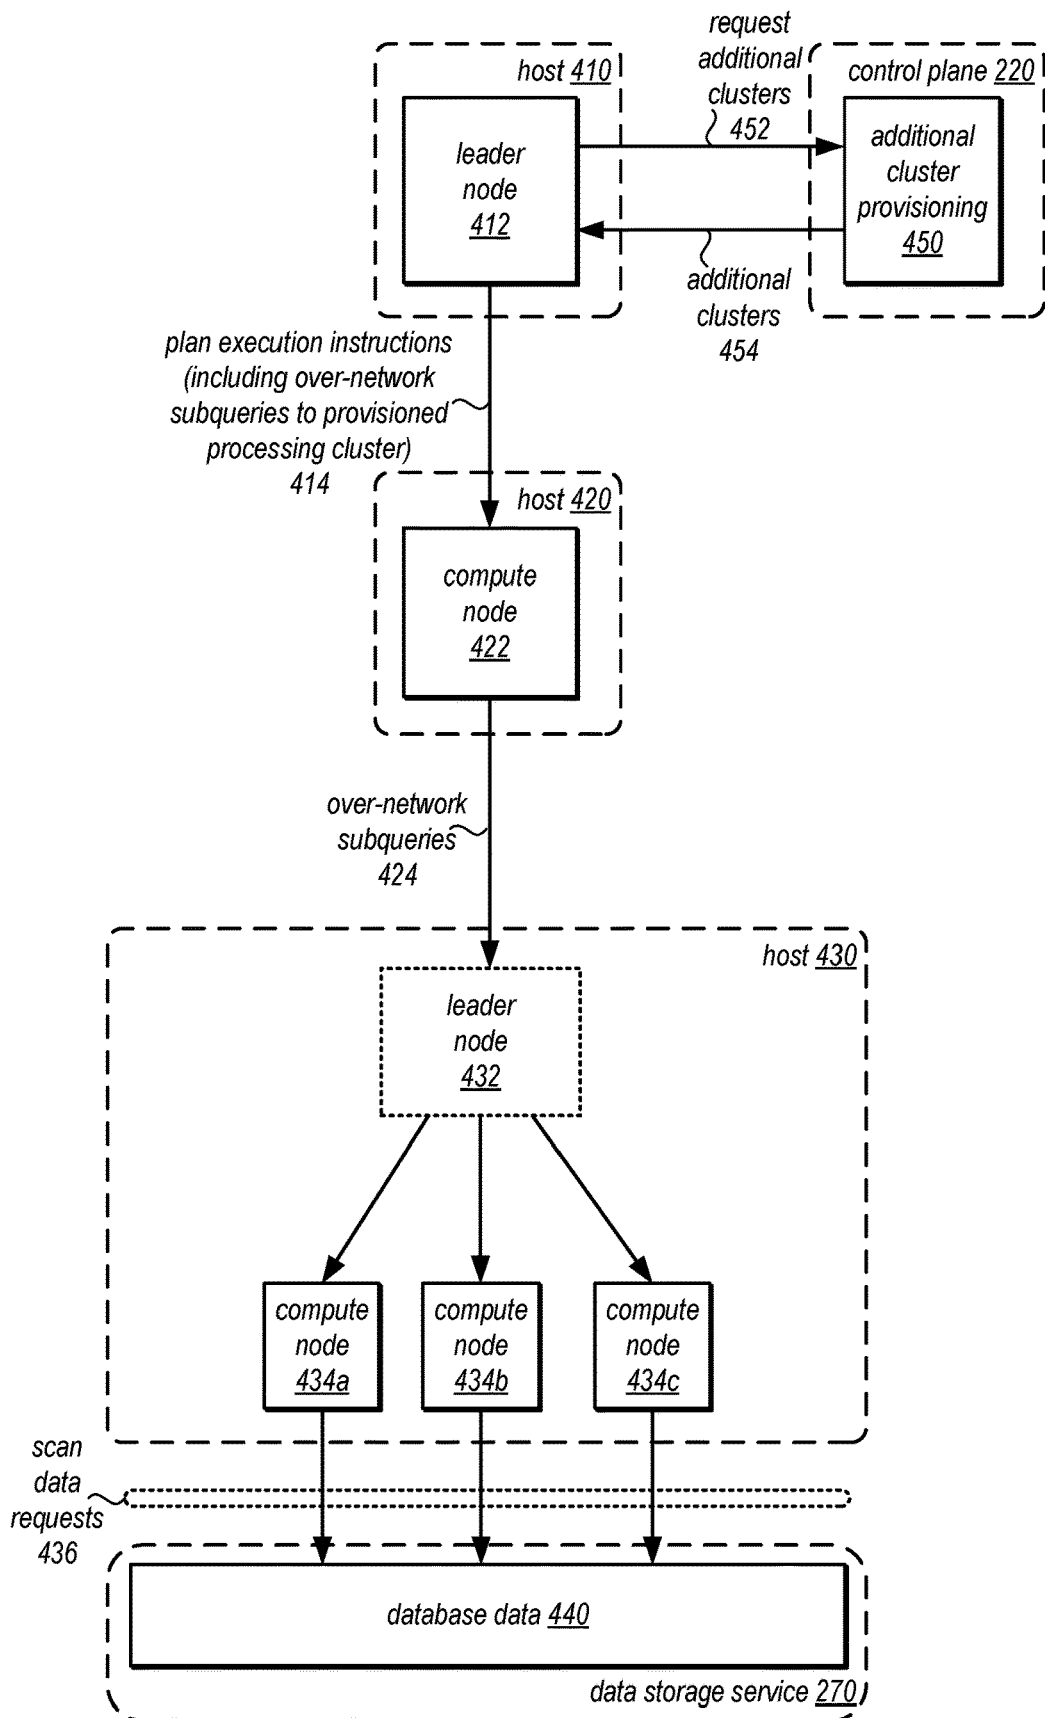 request
additional
clusters
452
host 410
control plane 220
leader
node
412
additional
cluster
provisioning
450
additional
clusters
454
plan execution instructions
(including over-network
subqueries to provisioned
processing cluster)
414
host 420
compute
node
422
over-network
subqueries
424
host 430
leader
node
432
compute
node
434a
compute
node
434b
compute
node
434c
scan
data
requests
436
database data 440
data storage service 270